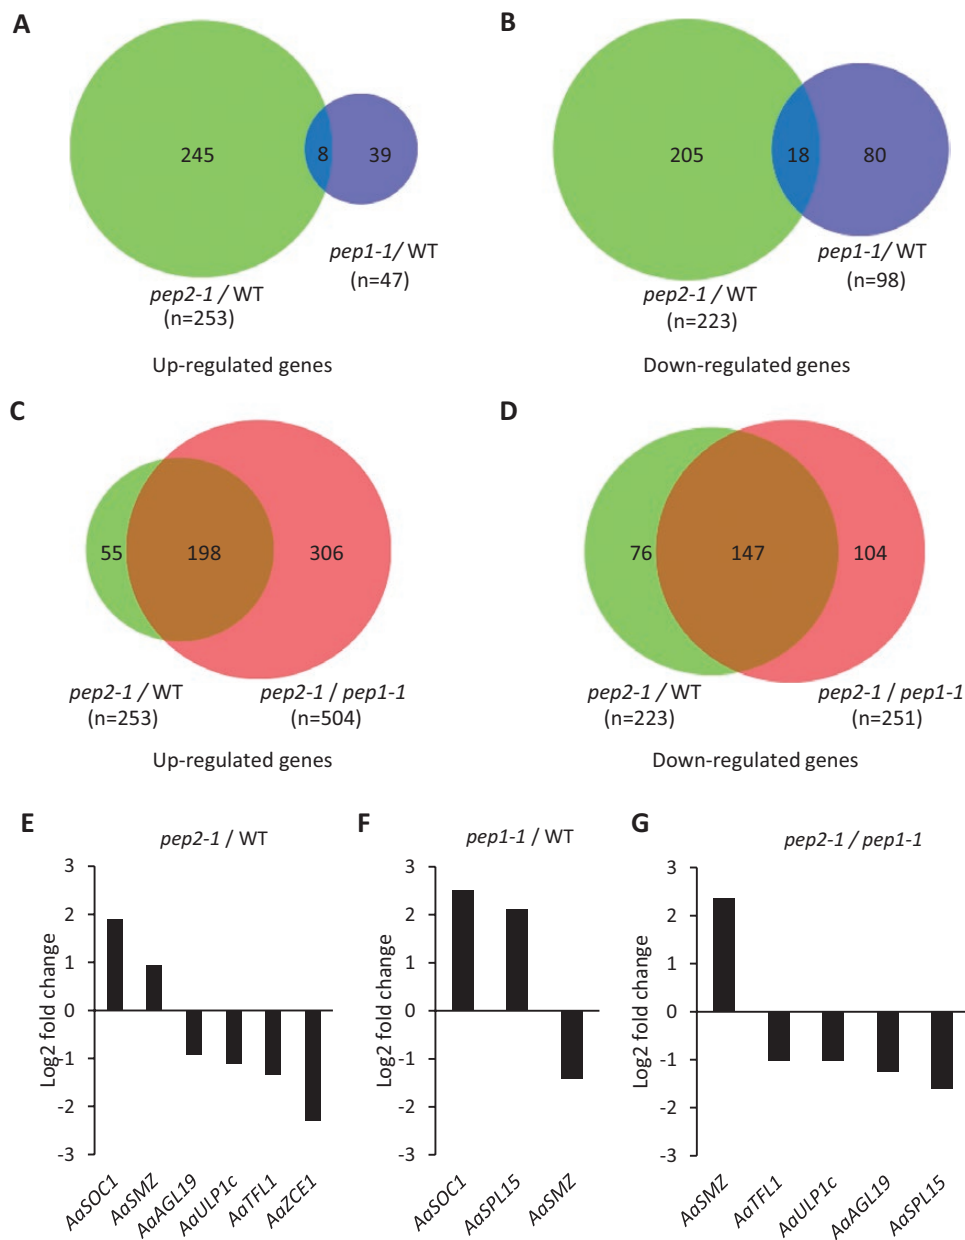 A
245
8
39
pep1-1/ WT
(n=47)
pep2-1 / WT
(n=253)
Up-regulated genes
B
205
18
80
pep1-1/ WT
(n=98)
pep2-1 / WT
(n=223)
Down-regulated genes
C
55
198
306
pep2-1 / WT
(n=253)
pep2-1 / pep1-1
(n=504)
Up-regulated genes
D
76
147
104
pep2-1 / WT
(n=223)
pep2-1 / pep1-1
(n=251)
Down-regulated genes
E
pep2-1 / WT
Log2 fold change
3
2
1
0
-1
-2
-3
AaSOC1
AaSMZ
AaAGL19
AaULP1c
AaTFL1
AaZCE1
F
pep1-1 / WT
Log2 fold change
3
2
1
0
-1
-2
-3
AaSOC1
AaSPL15
AaSMZ
G
pep2-1 / pep1-1
Log2 fold change
3
2
1
0
-1
-2
-3
AaSMZ
AaTFL1
AaULP1c
AaAGL19
AaSPL15